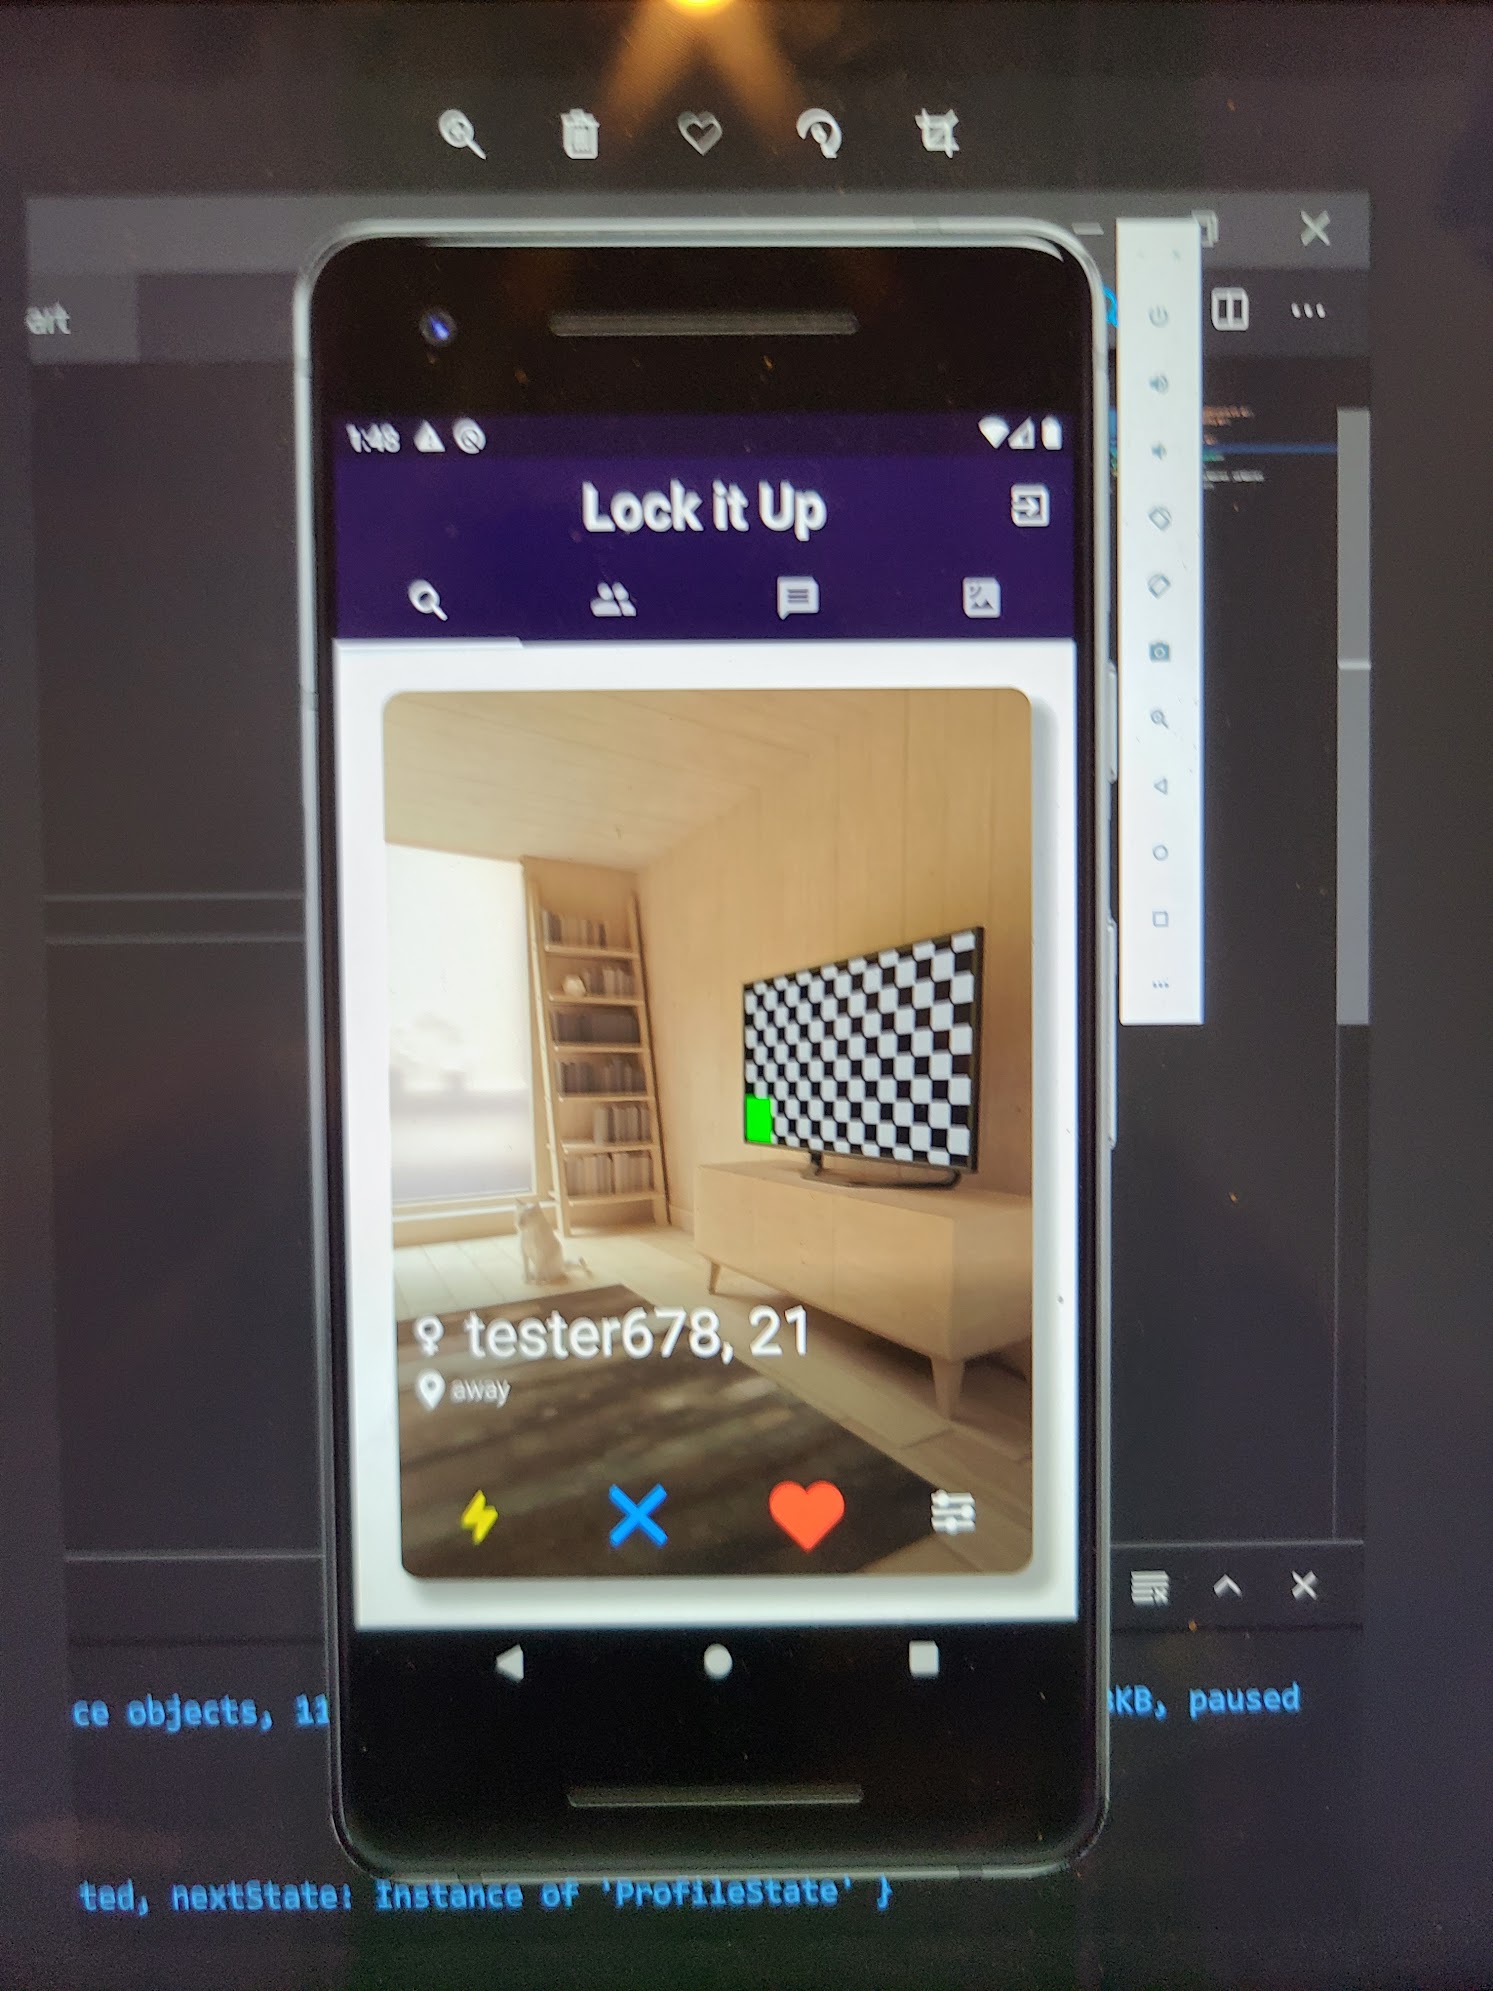 art
1:48
Lock it Up
tester678, 21
away
ce objects, 11
KB, paused
ted, nextState: Instance of 'ProfileState' }